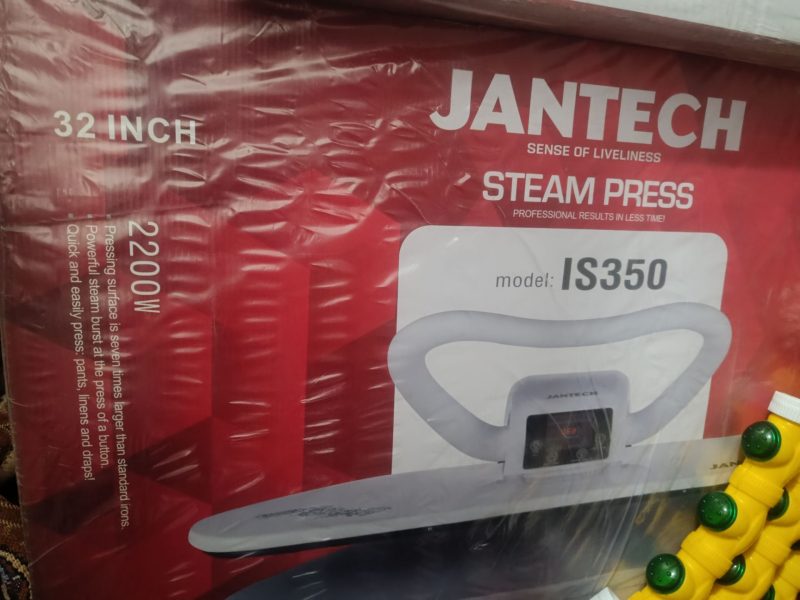 32 INCH
JANTECH
SENSE OF LIVELINESS
STEAM PRESS
PROFESSIONAL RESULTS IN LESS TIME!
model: IS350
2200W
Pressing surface is seven times larger than standard irons.
Powerful steam burst at the press of a button.
Quick and easily press: pants, linens and draps!
JANTECH
JAN